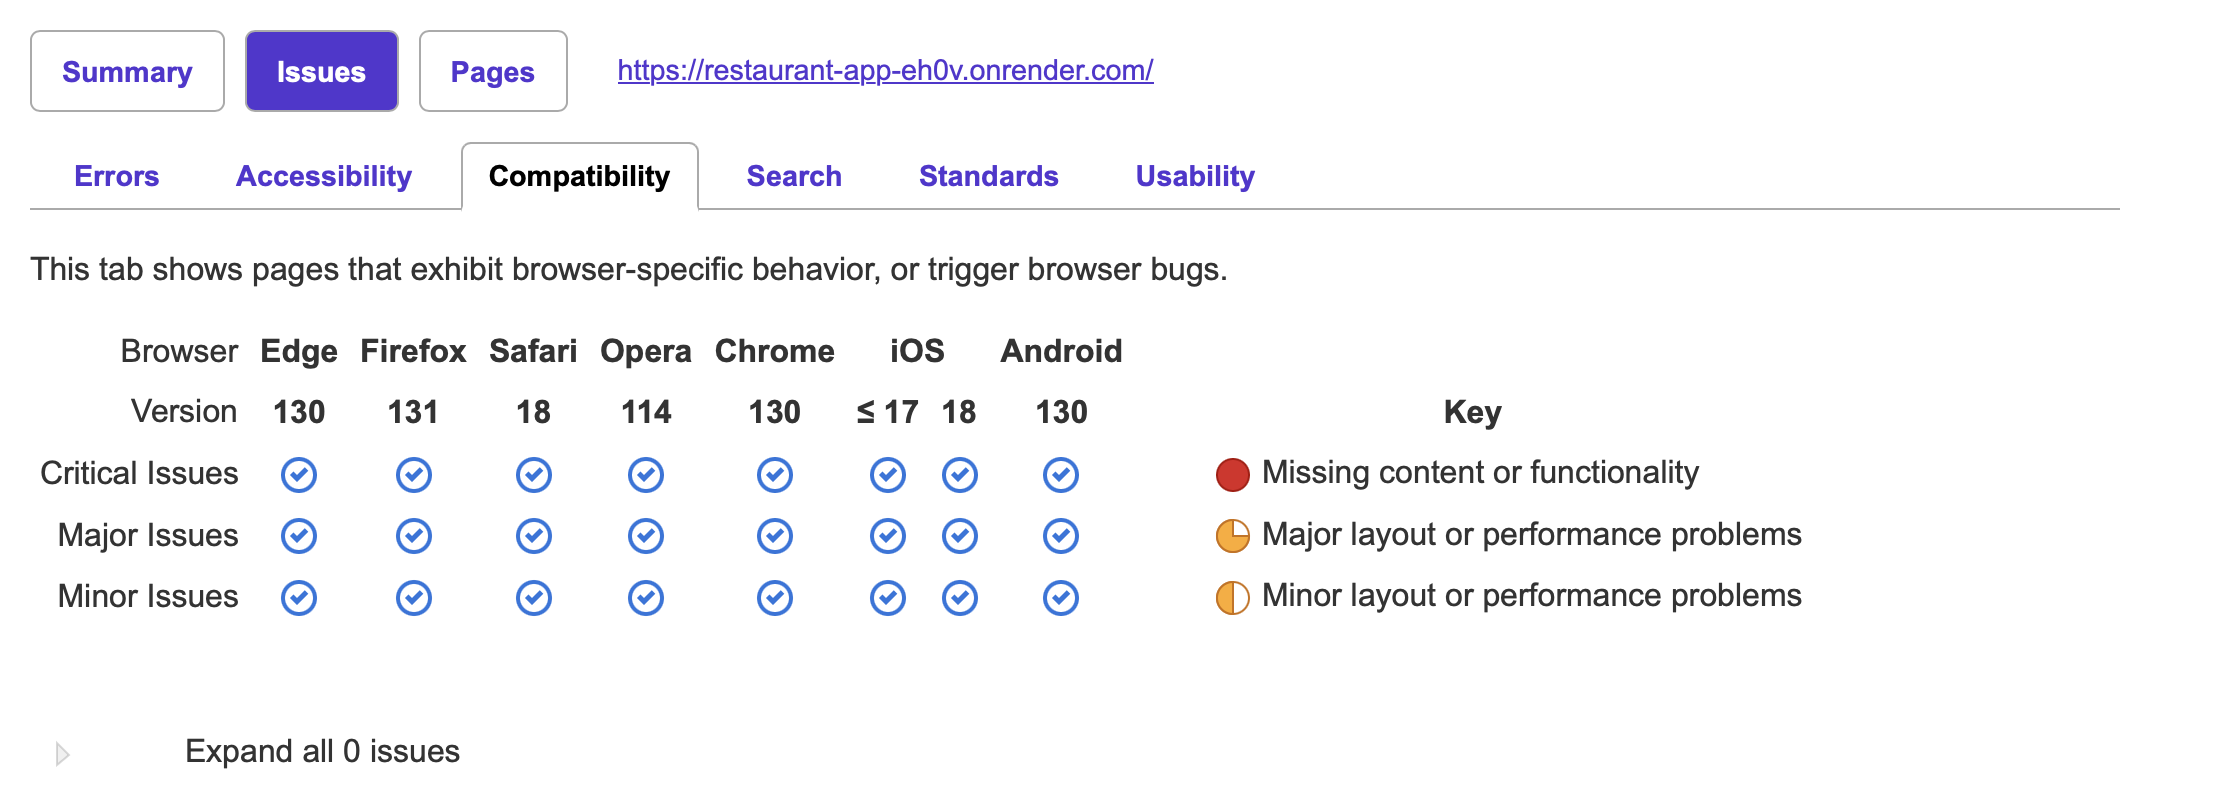 Summary Issues Pages https://restaurant-app-eh0v.onrender.com/
Errors Accessibility Compatibility Search Standards Usability
This tab shows pages that exhibit browser-specific behavior, or trigger browser bugs.
Browser Edge Firefox Safari Opera Chrome iOS Android
Version 130 131 18 114 130 ≤ 17 18 130 Key
Critical Issues Missing content or functionality
Major Issues Major layout or performance problems
Minor Issues Minor layout or performance problems
Expand all 0 issues